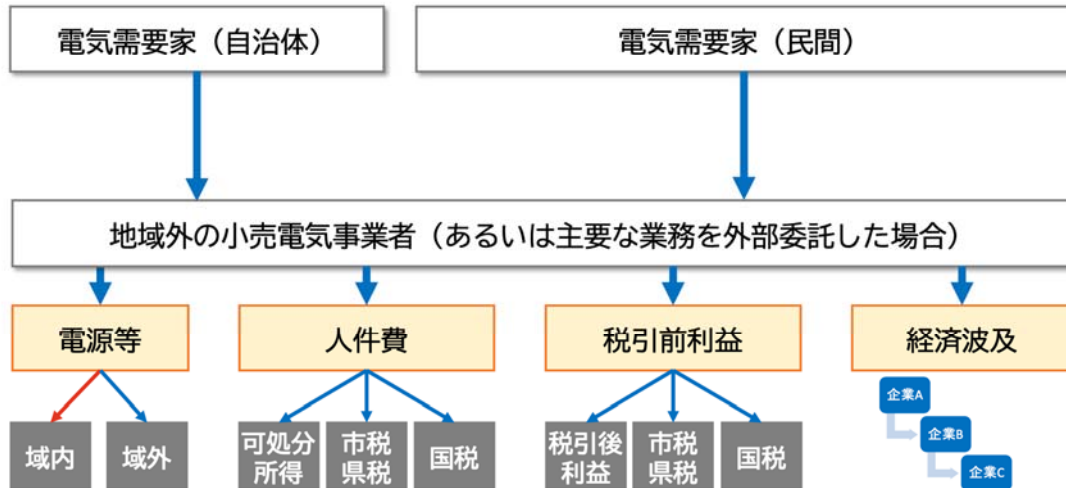 電気需要家（自治体）
電気需要家（民間）
地域外の小売電気事業者（あるいは主要な業務を外部委託した場合）
電源等
人件費
税引前利益
経済波及
域内
域外
可処分
所得
市税
県税
国税
税引後
利益
市税
県税
国税
企業A
企業B
企業C